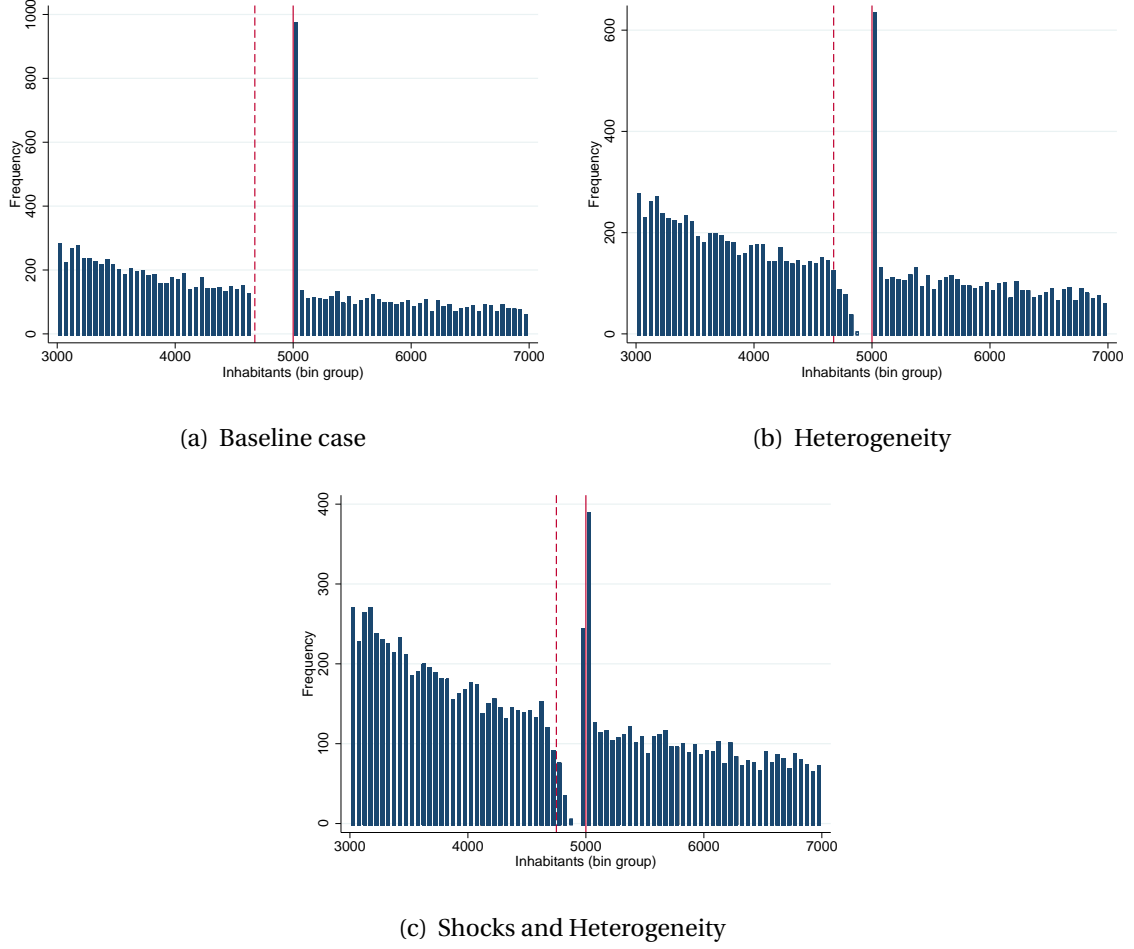 1000
800
600
400
200
0
Frequency
3000 4000 5000 6000 7000
Inhabitants (bin group)
(a) Baseline case
600
400
200
0
Frequency
3000 4000 5000 6000 7000
Inhabitants (bin group)
(b) Heterogeneity
400
300
200
100
0
Frequency
3000 4000 5000 6000 7000
Inhabitants (bin group)
(c) Shocks and Heterogeneity